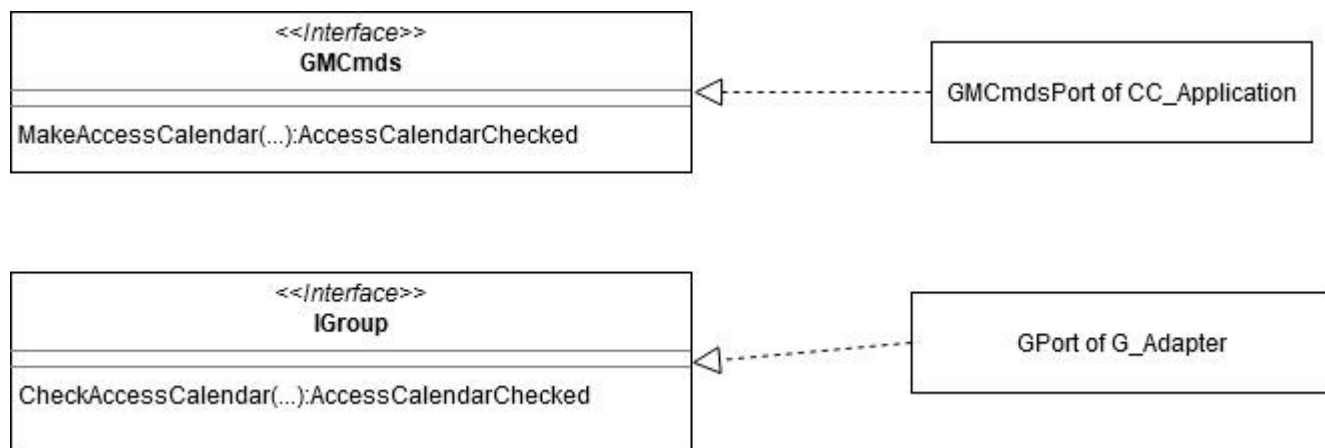 <<Interface>>
GMCmds
MakeAccessCalendar(...):AccessCalendarChecked
GMCmdsPort of CC_Application
<<Interface>>
IGroup
CheckAccessCalendar(...):AccessCalendarChecked
GPort of G_Adapter